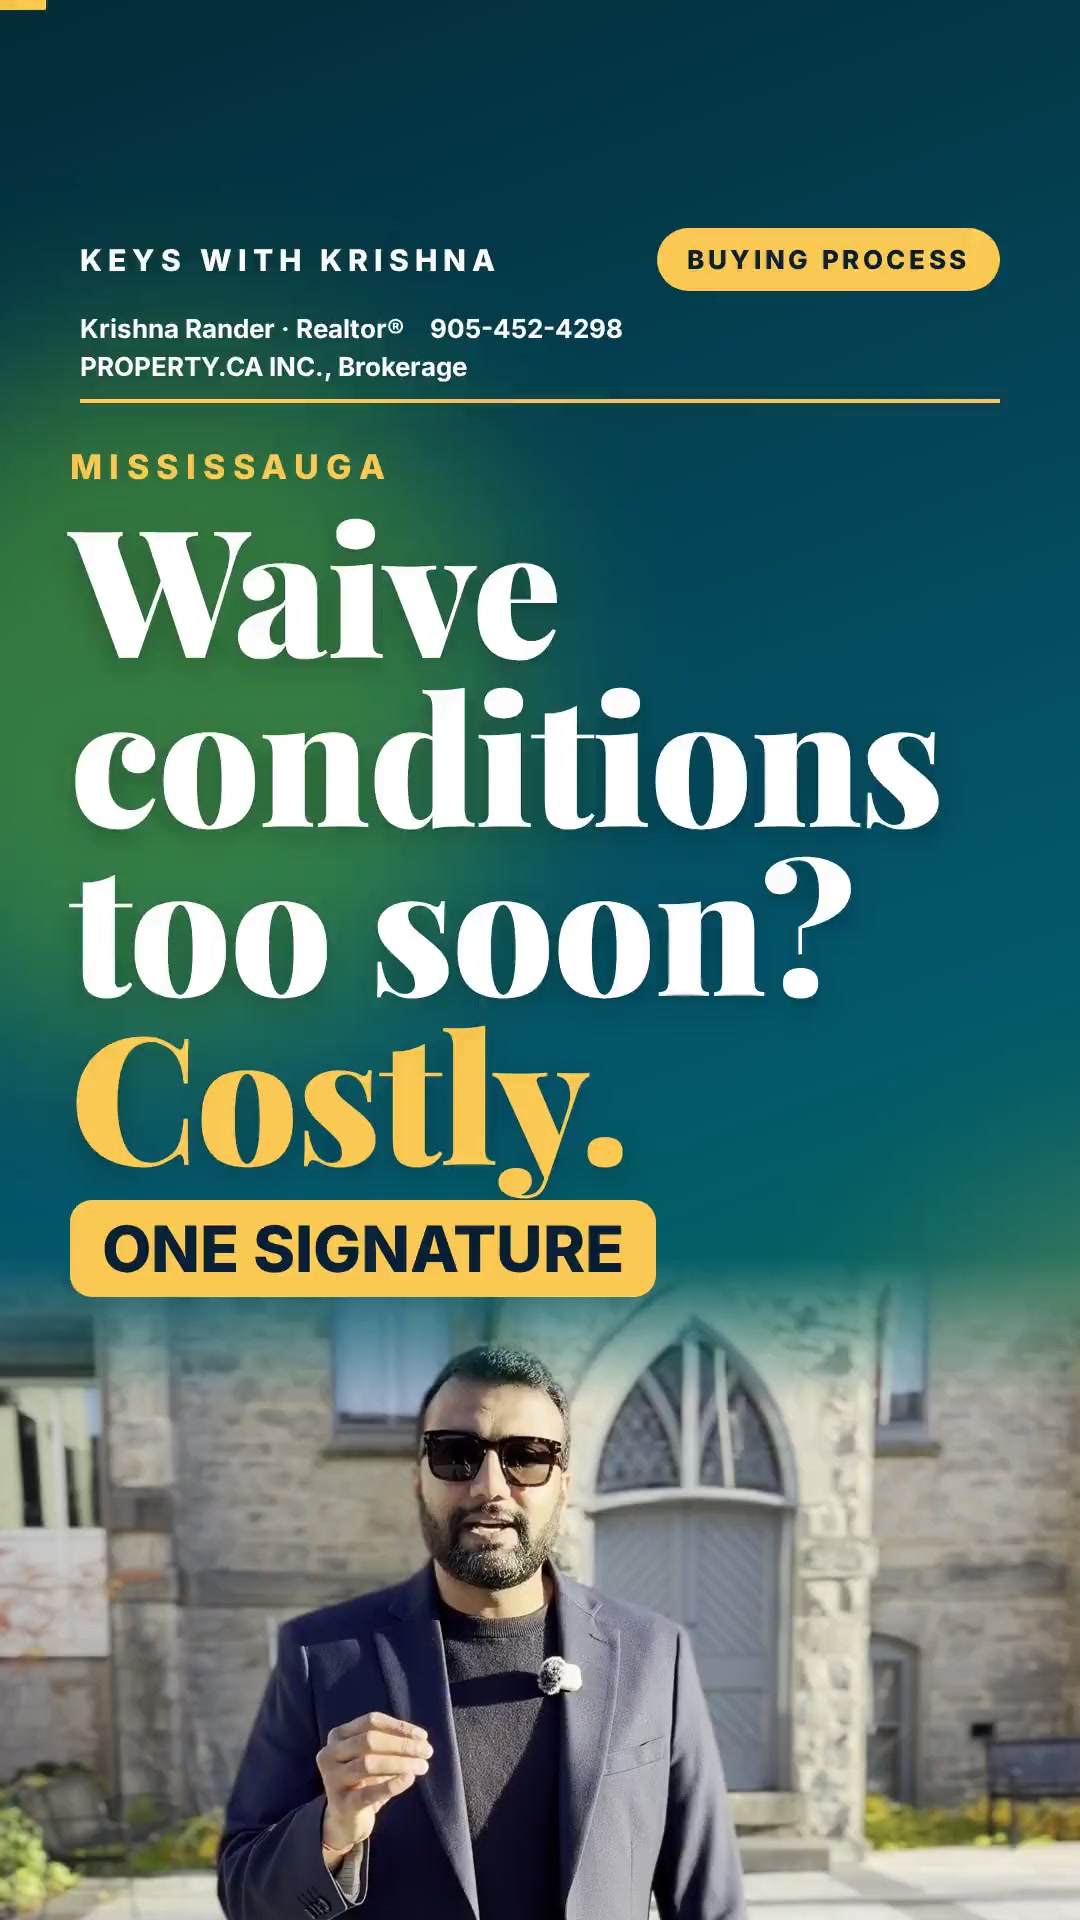 KEYS WITH KRISHNA
BUYING PROCESS
Krishna Rander · Realtor® 905-452-4298
PROPERTY.CA INC., Brokerage
MISSISSAUGA
Waive
conditions
too soon?
Costly.
ONE SIGNATURE